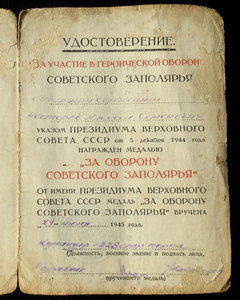 УДОСТОВЕРЕНИЕ.
ЗА УЧАСТИЕ В ГЕРОИЧЕСКОЙ ОБОРОНЕ
СОВЕТСКОГО ЗАПОЛЯРЬЯ
УКАЗОМ ПРЕЗИДИУМА ВЕРХОВНОГО
СОВЕТА СССР от 5 декабря 1944 года
НАГРАЖДЕН МЕДАЛЬЮ
„ЗА ОБОРОНУ
СОВЕТСКОГО ЗАПОЛЯРЬЯ“
ОТ ИМЕНИ ПРЕЗИДИУМА ВЕРХОВНОГО
СОВЕТА СССР МЕДАЛЬ „ЗА ОБОРОНУ
СОВЕТСКОГО ЗАПОЛЯРЬЯ“ ВРУЧЕНА
1945 года.
полка
(Должность, военное звание и подпись лица,
вручившего медаль)